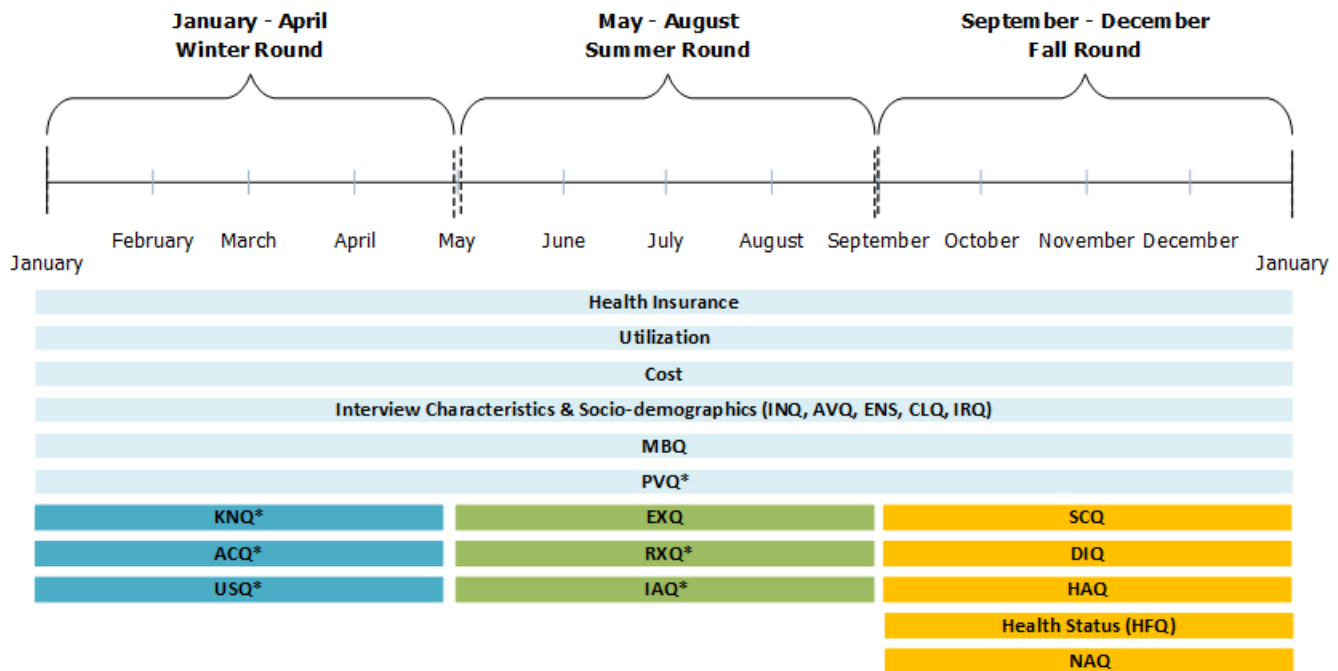 January - April
Winter Round
May - August
Summer Round
September - December
Fall Round
February
March
April
May
June
July
August
September
October
November
December
January
January
Health Insurance
Utilization
Cost
Interview Characteristics & Socio-demographics (INQ, AVQ, ENS, CLQ, IRQ)
MBQ
PVQ*
KNQ*
EXQ
SCQ
ACQ*
RXQ*
DIQ
USQ*
IAQ*
HAQ
Health Status (HFQ)
NAQ